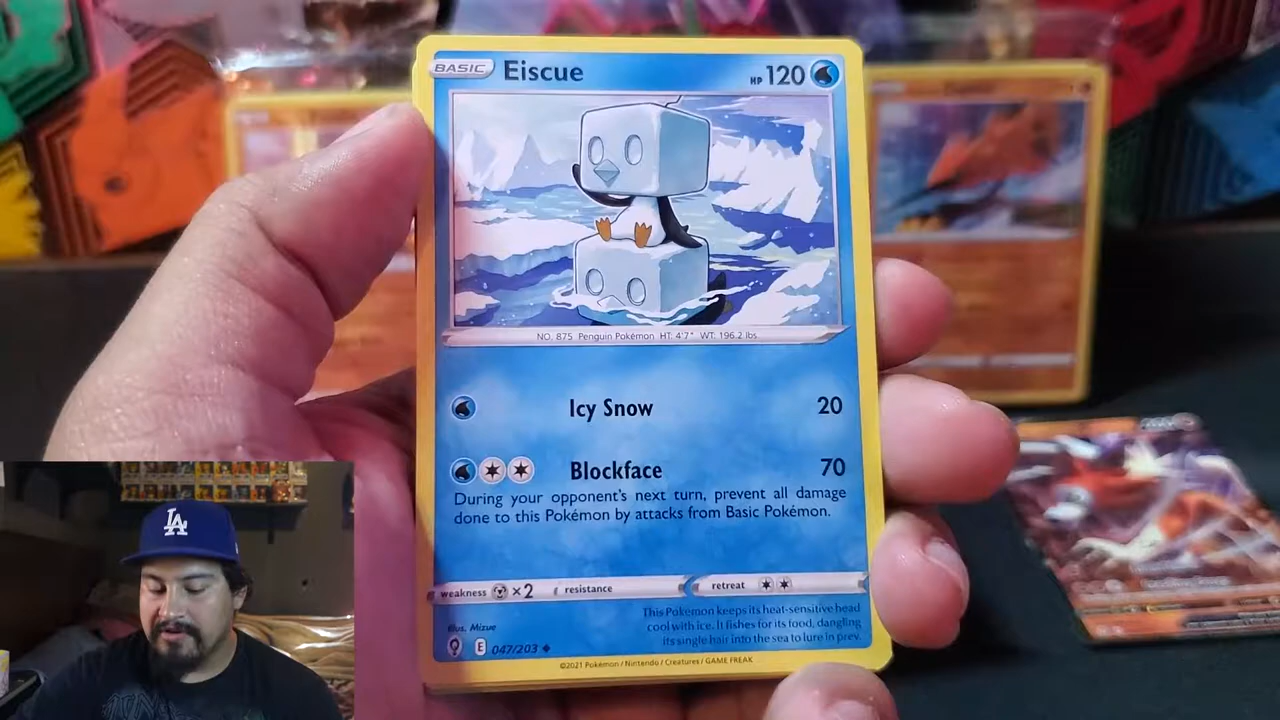 BASIC Eiscue HP 120
NO. 875 Penguin Pokémon HT: 4'7" WT: 196.2 lbs
Icy Snow 20
Blockface 70
During your opponent's next turn, prevent all damage
done to this Pokémon by attacks from Basic Pokémon.
weakness ×2 resistance retreat
This Pokémon keeps its heat-sensitive head
cool with ice. It fishes for its food, dangling
its single hair into the sea to lure in prey.
Illus. Mizue
E 047/203
©2021 Pokémon / Nintendo / Creatures / GAME FREAK
LA